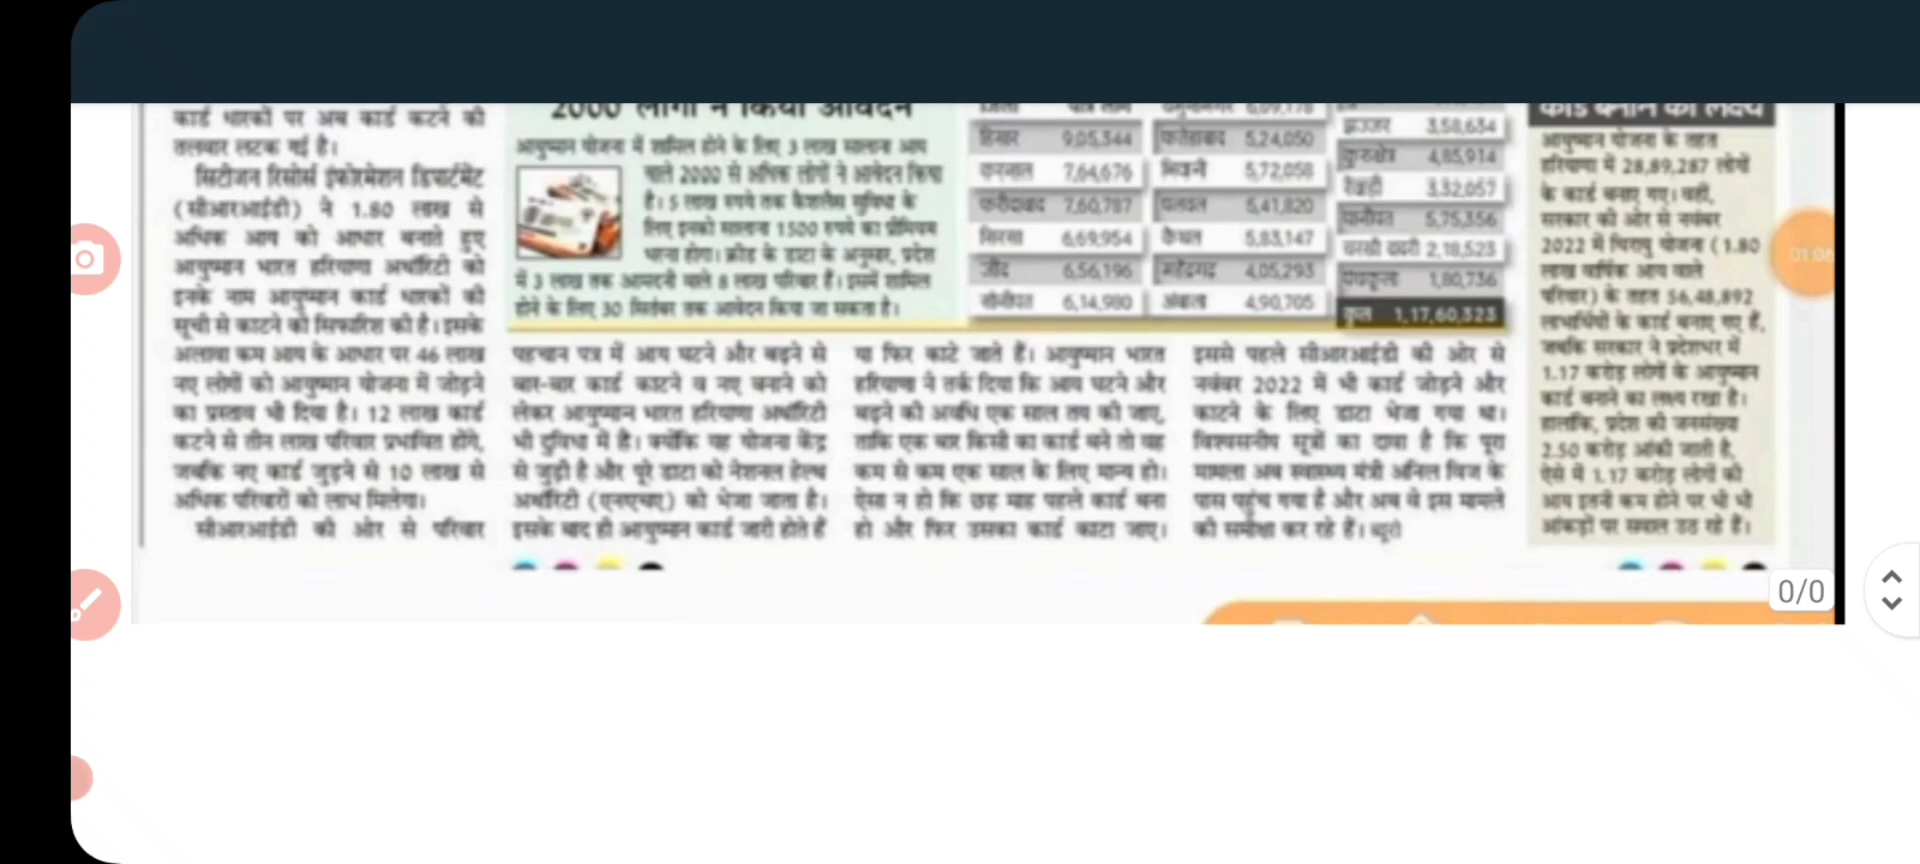 कार्ड धारकों पर अब कार्ड कटने की
तलवार लटक गई है।
सिटीजन रिसोर्स इंफोरमेशन डिपार्टमेंट
(सीआरआईडी) ने 1.80 लाख से
अधिक आय को आधार बनाते हुए
आयुष्मान भारत हरियाणा अथॉरिटी को
इनके नाम आयुष्मान कार्ड धारकों की
सूची से काटने की सिफारिश की है। इसके
अलावा कम आय के आधार पर 46 लाख
नए लोगों को आयुष्मान योजना में जोड़ने
का प्रस्ताव भी दिया है। 12 लाख कार्ड
कटने से तीन लाख परिवार प्रभावित होंगे,
जबकि नए कार्ड जुड़ने से 10 लाख से
अधिक परिवारों को लाभ मिलेगा।
सीआरआईडी की ओर से परिवार
2000 लोगों ने किया आवेदन
आयुष्मान योजना में शामिल होने के लिए 3 लाख सालाना आय
वाले 2000 से अधिक लोगों ने आवेदन किया
है। 5 लाख रुपये तक कैशलैस सुविधा के
लिए इनको सालाना 1500 रुपये का प्रीमियम
भरना होगा। क्रीड के डाटा के अनुसार, प्रदेश
में 3 लाख तक आमदनी वाले 8 लाख परिवार हैं। इसमें शामिल
होने के लिए 30 सितंबर तक आवेदन किया जा सकता है।
पहचान पत्र में आय घटने और बढ़ने से
बार-बार कार्ड काटने व नए बनाने को
लेकर आयुष्मान भारत हरियाणा अथॉरिटी
भी दुविधा में है। क्योंकि यह योजना केंद्र
से जुड़ी है और पूरे डाटा को नेशनल हेल्थ
अथॉरिटी (एनएचए) को भेजा जाता है।
इसके बाद ही आयुष्मान कार्ड जारी होते हैं
या फिर काटे जाते हैं। आयुष्मान भारत
हरियाणा ने तर्क दिया कि आय घटने और
बढ़ने की अवधि एक साल तय की जाए,
ताकि एक बार किसी का कार्ड बने तो वह
कम से कम एक साल के लिए मान्य हो।
ऐसा न हो कि छह माह पहले कार्ड बना
हो और फिर उसका कार्ड काटा जाए।
जिला पात्र लोग
हिसार 9,05,344
करनाल 7,64,676
फरीदाबाद 7,60,787
सिरसा 6,69,954
जींद 6,56,196
सोनीपत 6,14,980
यमुनानगर 6,09,178
फतेहाबाद 5,24,050
भिवानी 5,72,058
पलवल 5,41,820
कैथल 5,83,147
महेंद्रगढ़ 4,05,293
अंबाला 4,90,705
झज्जर 3,58,634
कुरुक्षेत्र 4,85,914
रेवाड़ी 3,32,057
पानीपत 5,75,356
चरखी दादरी 2,18,523
पंचकूला 1,80,736
कुल 1,17,60,323
इससे पहले सीआरआईडी की ओर से
नवंबर 2022 में भी कार्ड जोड़ने और
काटने के लिए डाटा भेजा गया था।
विश्वसनीय सूत्रों का दावा है कि पूरा
मामला अब स्वास्थ्य मंत्री अनिल विज के
पास पहुंच गया है और अब वे इस मामले
की समीक्षा कर रहे हैं। ब्यूरो
कार्ड बनाने का लक्ष्य
आयुष्मान योजना के तहत
हरियाणा में 28,89,287 लोगों
के कार्ड बनाए गए। वहीं,
सरकार की ओर से नवंबर
2022 में चिरायु योजना (1.80
लाख वार्षिक आय वाले
परिवार) के तहत 56,48,892
लाभार्थियों के कार्ड बनाए गए हैं,
जबकि सरकार ने प्रदेशभर में
1.17 करोड़ लोगों के आयुष्मान
कार्ड बनाने का लक्ष्य रखा है।
हालांकि, प्रदेश की जनसंख्या
2.50 करोड़ आंकी जाती है,
ऐसे में 1.17 करोड़ लोगों की
आय इतनी कम होने पर भी भी
आंकड़ों पर सवाल उठ रहे हैं।
0/0